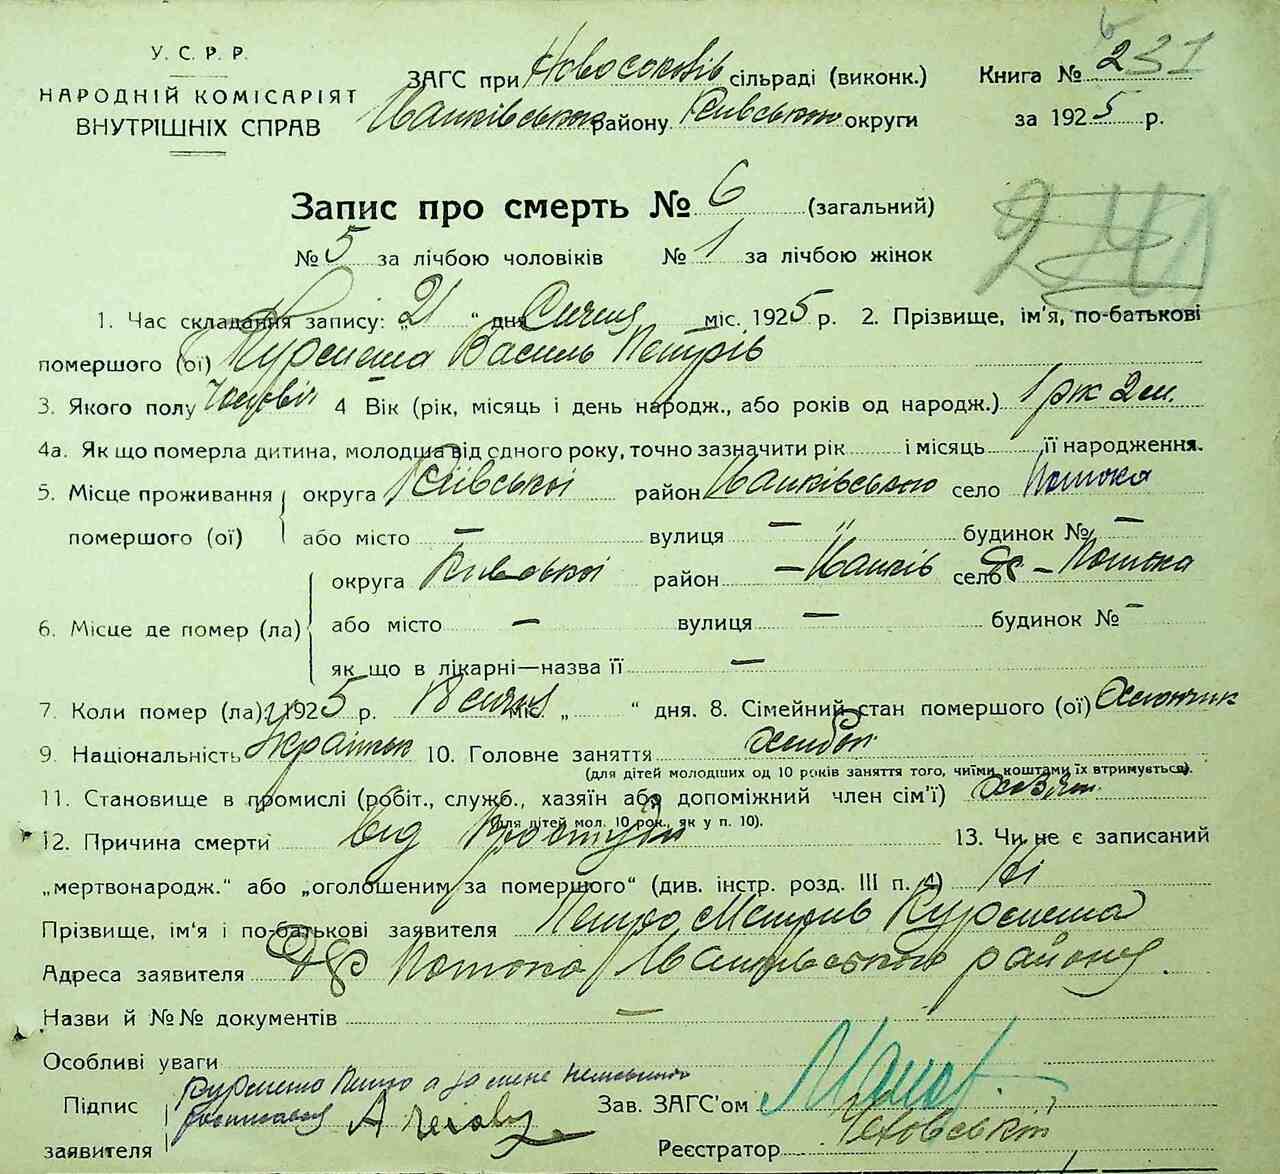 У. С. Р. Р.
НАРОДНІЙ КОМІСАРІЯТ
ВНУТРІШНІХ СПРАВ
ЗАГС при сільраді (виконк.)
Іванківського району Київського округи
Книга № 231
за 1925 р.
Запис про смерть № 6 (загальний)
№ 5 за лічбою чоловіків № 1 за лічбою жінок
1. Час складання запису: „21“ дня Січня міс. 1925 р. 2. Прізвище, ім'я, по-батькові
помершого (ої) Василь Петрів
3. Якого полу 4 Вік (рік, місяць і день народж., або років од народж.) 1 рік 2 м.
4а. Як що померла дитина, молодша від одного року, точно зазначити рік і місяць її народження.
5. Місце проживання округа Київської район Іванківського село Потока
помершого (ої) або місто — вулиця — будинок № —
округа Київської район — Іванків село — Потока
6. Місце де помер (ла) або місто — вулиця — будинок № —
як що в лікарні—назва її —
7. Коли помер (ла) 1925 р. Січня міс. „ “ дня. 8. Сімейний стан помершого (ої)
9. Національність Українець 10. Головне заняття хлібор
(для дітей молодших од 10 років заняття того, чиїми коштами їх втримується).
11. Становище в промислі (робіт., служб., хазяїн або допоміжний член сім'ї)
(для дітей мол. 10 рок., як у п. 10).
12. Причина смерти Від простуди 13. Чи не є записаний
„мертвонародж.“ або „оголошеним за помершого“ (див. інстр. розд. III п. 4) Ні
Прізвище, ім'я і по-батькові заявителя Петро
Адреса заявителя Потока Іванківського району.
Назви й №№ документів —
Особливі уваги
Підпис
заявителя
Зав. ЗАГС'ом
Реєстратор